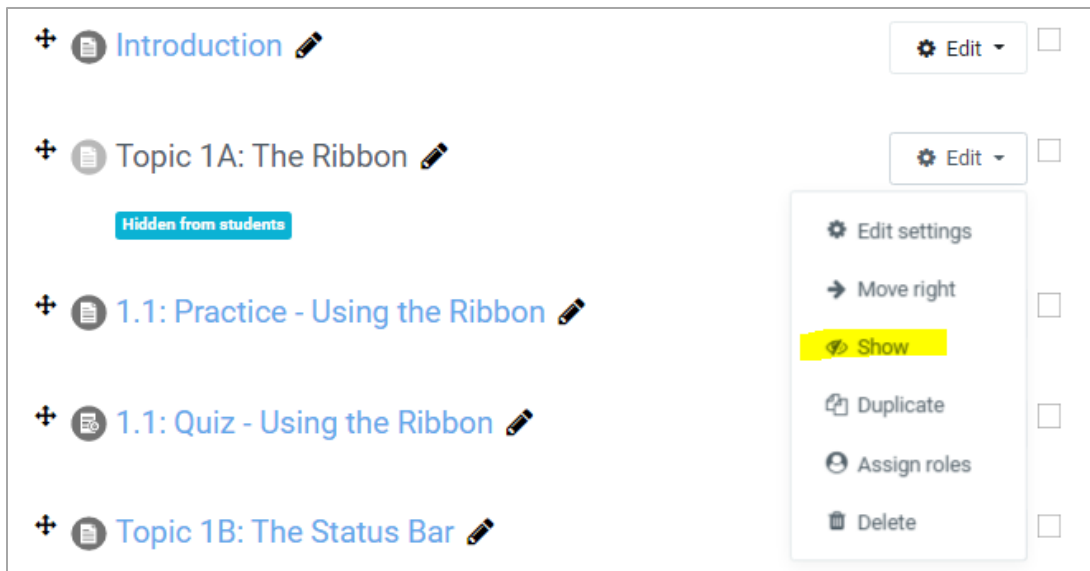 Introduction
Edit
Topic 1A: The Ribbon
Edit
Hidden from students
Edit settings
Move right
1.1: Practice - Using the Ribbon
Show
Duplicate
1.1: Quiz - Using the Ribbon
Assign roles
Topic 1B: The Status Bar
Delete